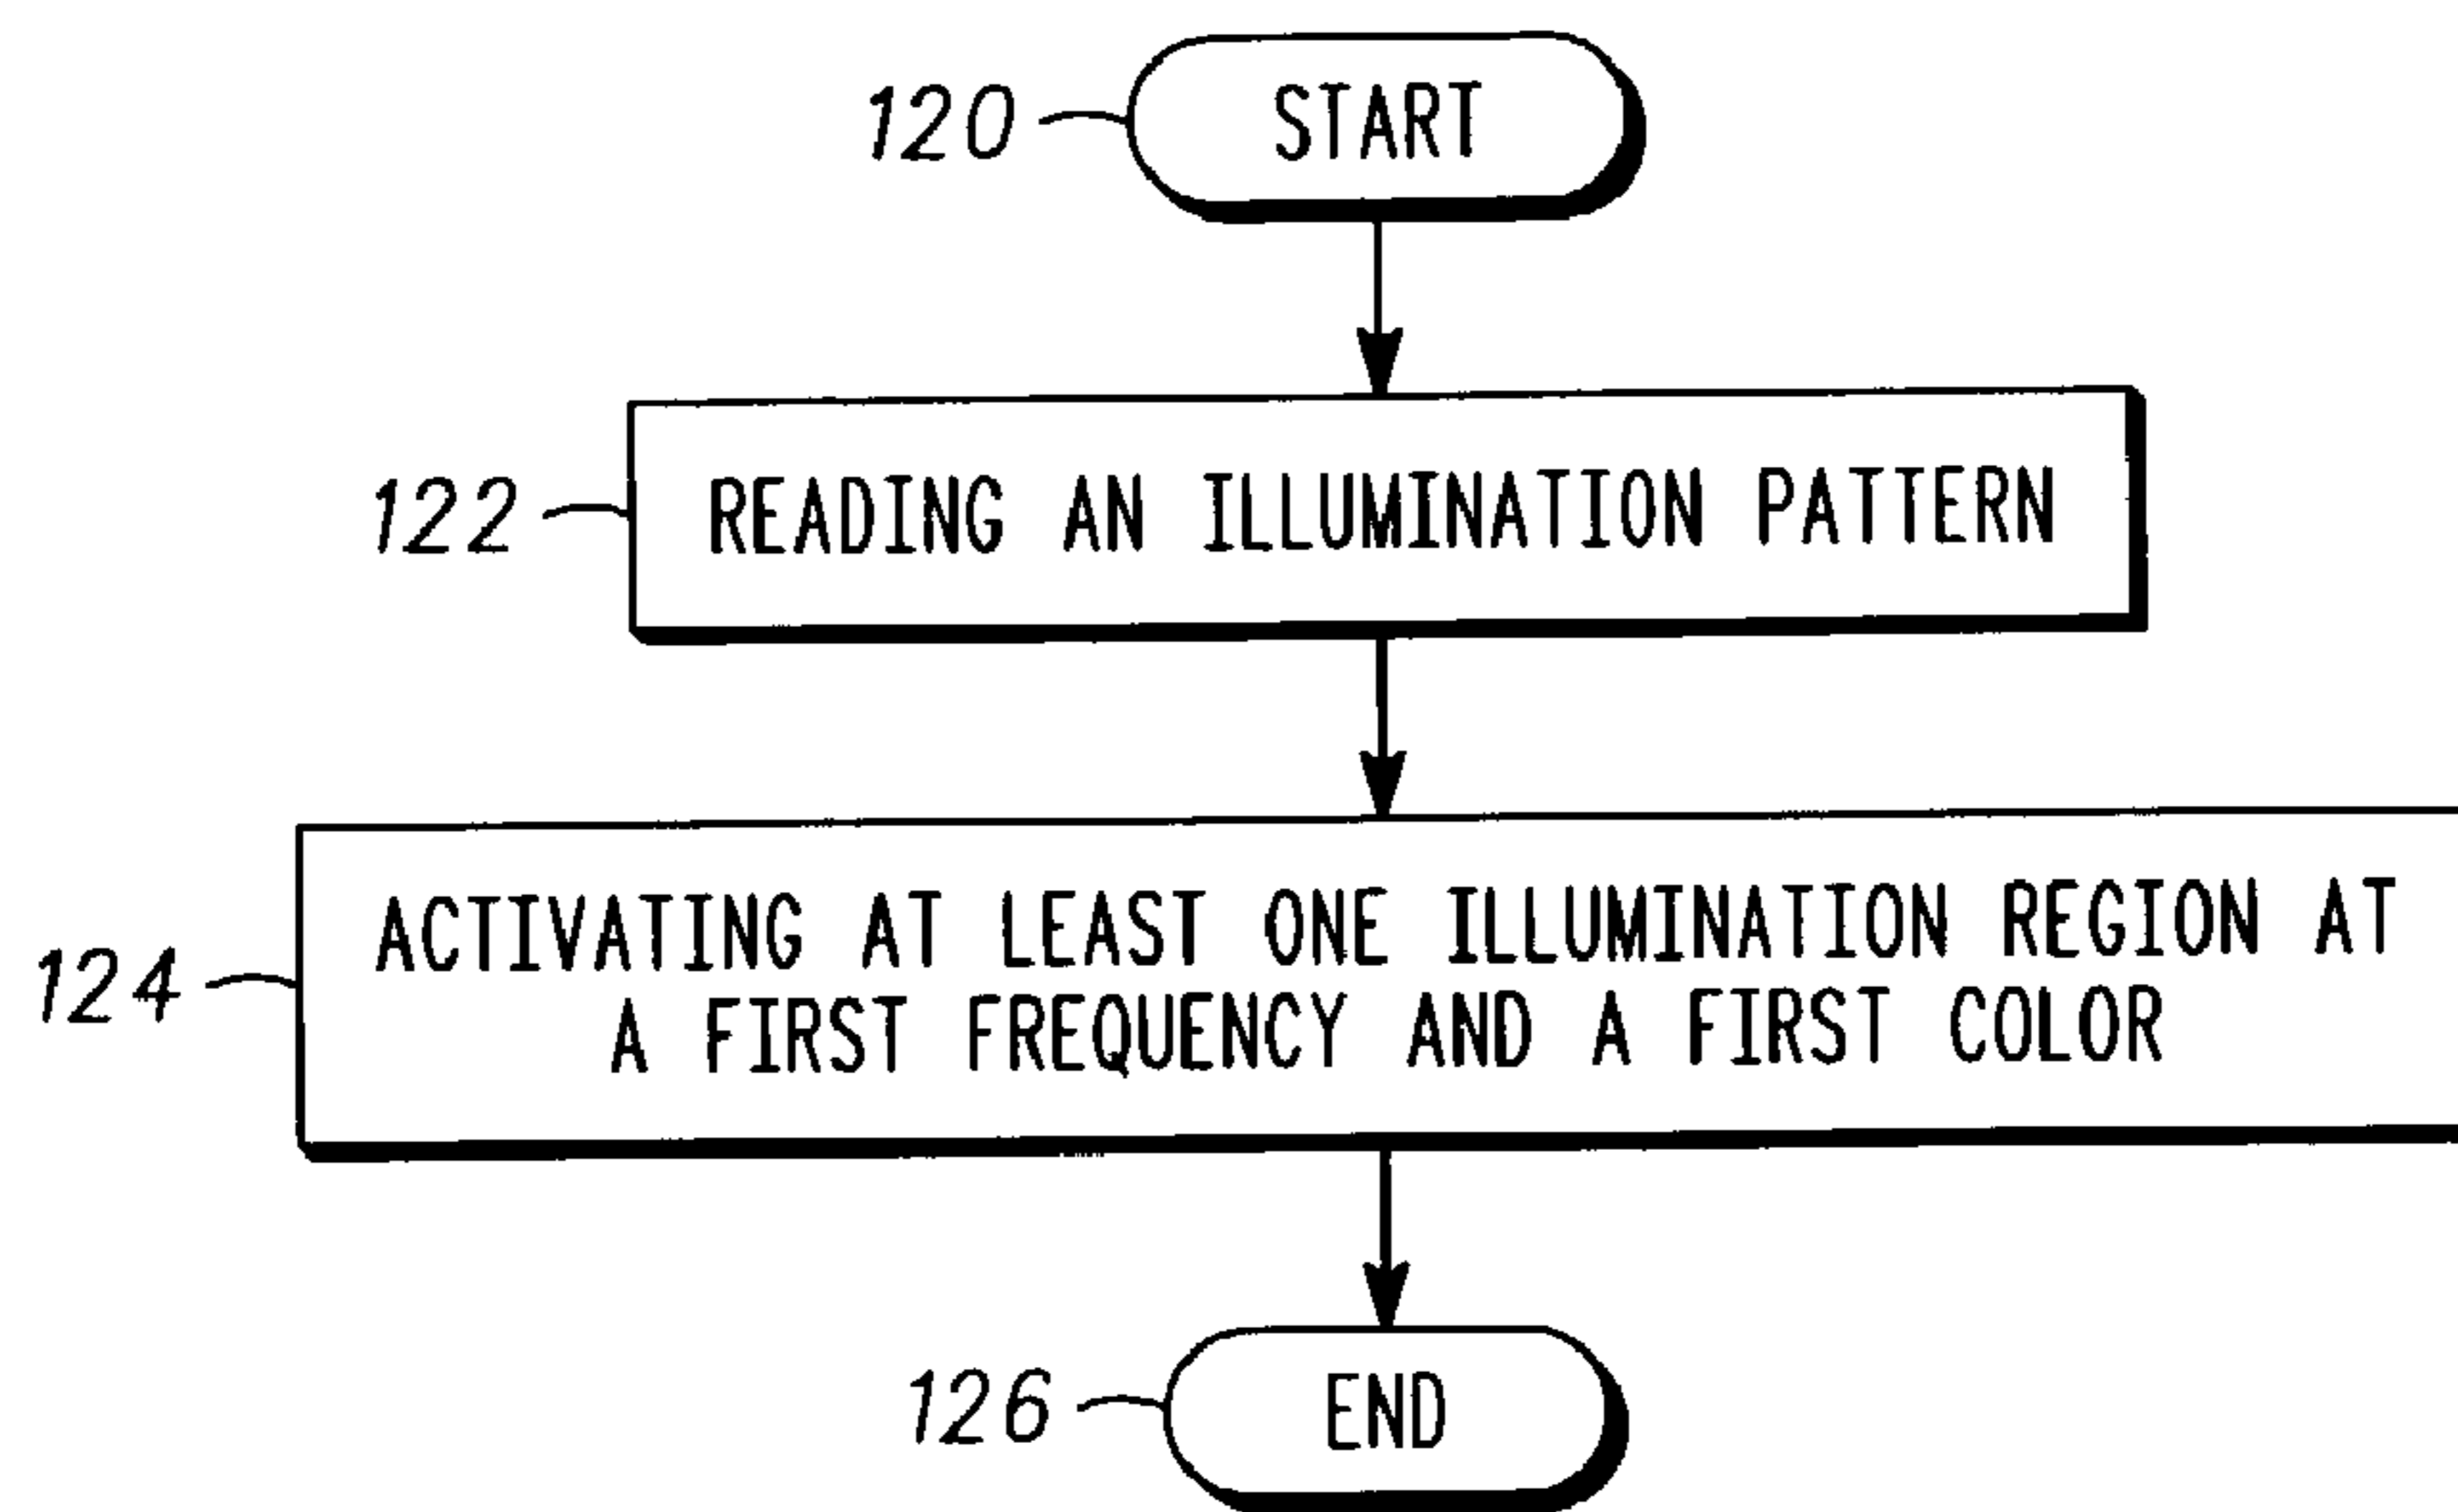 120 START
122 READING AN ILLUMINATION PATTERN
124 ACTIVATING AT LEAST ONE ILLUMINATION REGION AT
A FIRST FREQUENCY AND A FIRST COLOR
126 END